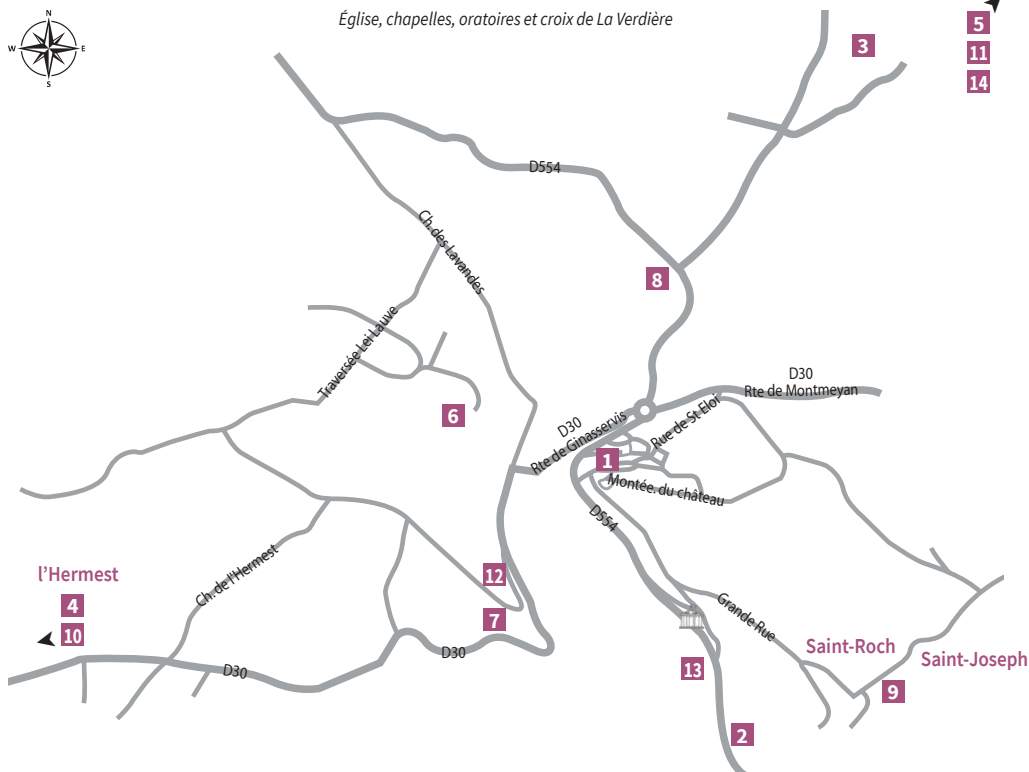 Église, chapelles, oratoires et croix de La Verdière
N
W
E
S
5
3
11
14
D554
Ch. des Lavandes
8
Traversée Lei Lauve
D30
Rte de Montmeyan
6
D30
Rte de Ginasservis
Rue de St Eloi
1
Montée. du château
D554
l'Hermest
4
10
Ch. de l'Hermest
12
7
Grande Rue
Saint-Roch
Saint-Joseph
D30
D30
13
9
2